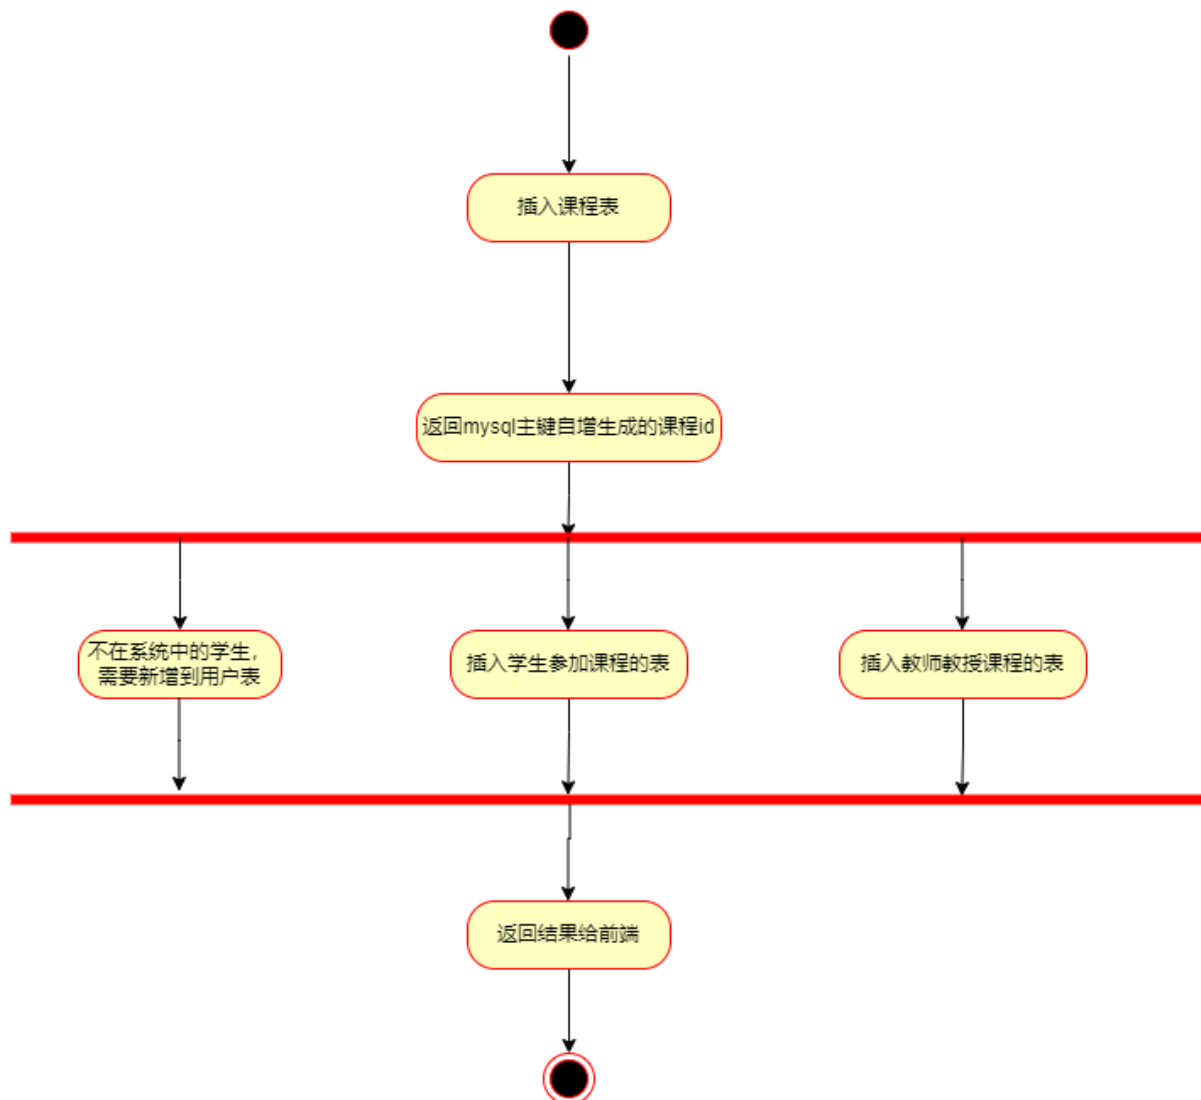 插入课程表
返回mysql主键自增生成的课程id
不在系统中的学生，
需要新增到用户表
插入学生参加课程的表
插入教师教授课程的表
返回结果给前端